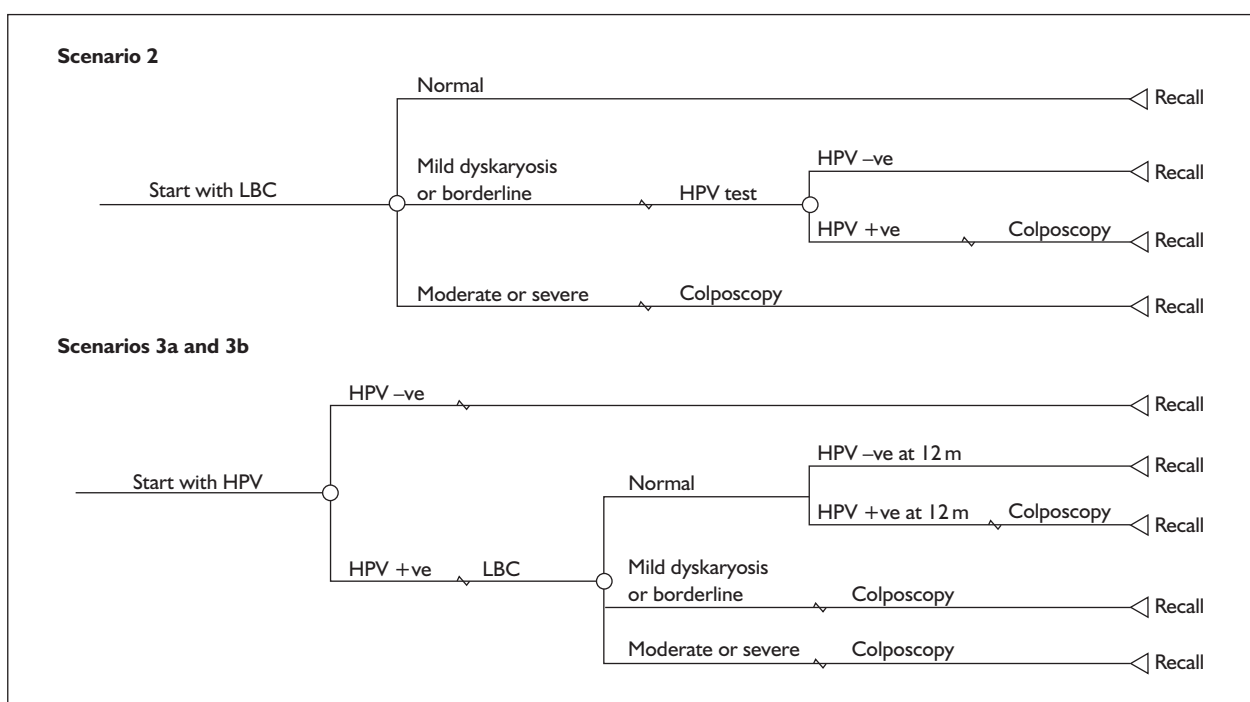 Scenario 2
Normal
Recall
Mild dyskaryosis
or borderline
HPV test
HPV –ve
Recall
Start with LBC
HPV +ve
Colposcopy
Recall
Moderate or severe
Colposcopy
Recall
Scenarios 3a and 3b
HPV –ve
Recall
Start with HPV
Normal
HPV –ve at 12 m
Recall
HPV +ve at 12 m
Colposcopy
Recall
HPV +ve
LBC
Mild dyskaryosis
or borderline
Colposcopy
Recall
Moderate or severe
Colposcopy
Recall